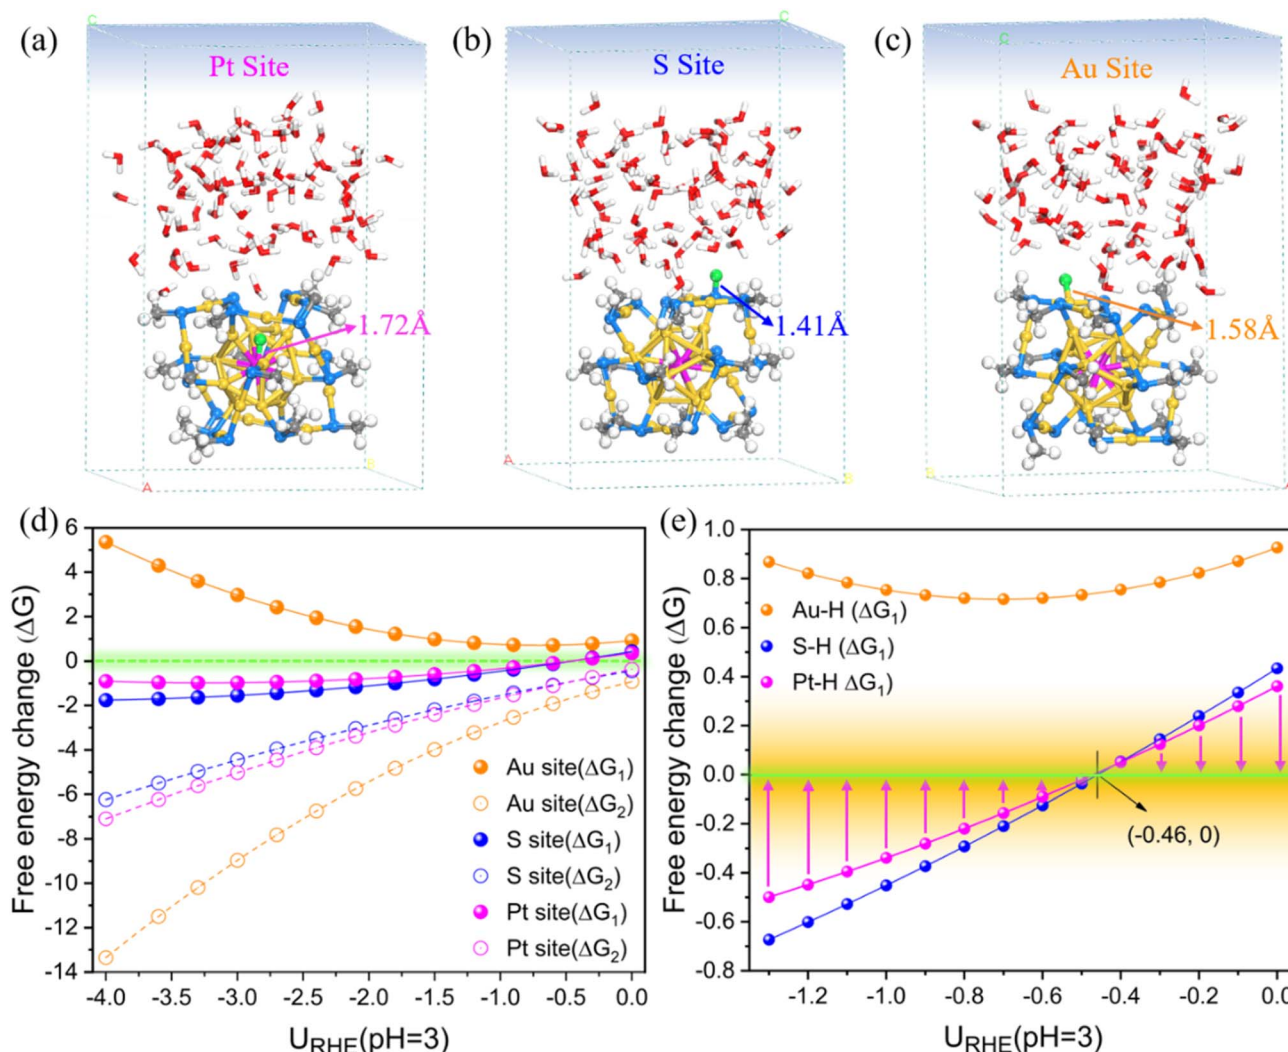 (a)
C
Pt Site
1.72Å
B
A
(b)
C
S Site
1.41Å
A
B
(c)
C
Au Site
1.58Å
(d)
6
4
2
0
-2
-4
-6
-8
-10
-12
-14
Free energy change (ΔG)
Au site(ΔG₁)
Au site(ΔG₂)
S site(ΔG₁)
S site(ΔG₂)
Pt site(ΔG₁)
Pt site(ΔG₂)
-4.0 -3.5 -3.0 -2.5 -2.0 -1.5 -1.0 -0.5 0.0
U_RHE(pH=3)
(e)
1.0
0.8
0.6
0.4
0.2
0.0
-0.2
-0.4
-0.6
-0.8
Free energy change (ΔG)
Au-H (ΔG₁)
S-H (ΔG₁)
Pt-H ΔG₁)
(-0.46, 0)
-1.2 -1.0 -0.8 -0.6 -0.4 -0.2 0.0
U_RHE(pH=3)